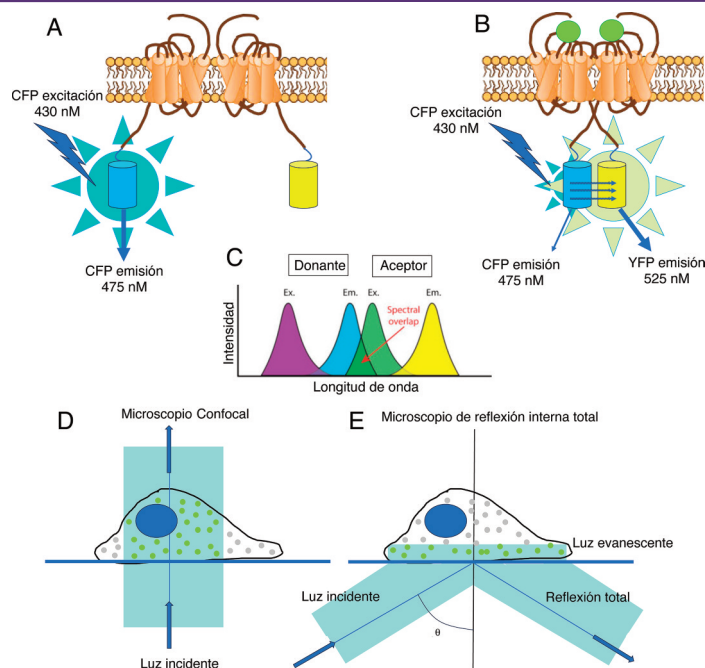 A
CFP excitación
430 nM
CFP emisión
475 nM
B
CFP excitación
430 nM
CFP emisión
475 nM
YFP emisión
525 nM
C
Donante
Aceptor
Ex.
Em.
Ex.
Em.
Spectral
overlap
Intensidad
Longitud de onda
D
Microscopio Confocal
Luz incidente
E
Microscopio de reflexión interna total
Luz evanescente
Luz incidente
Reflexión total
θ